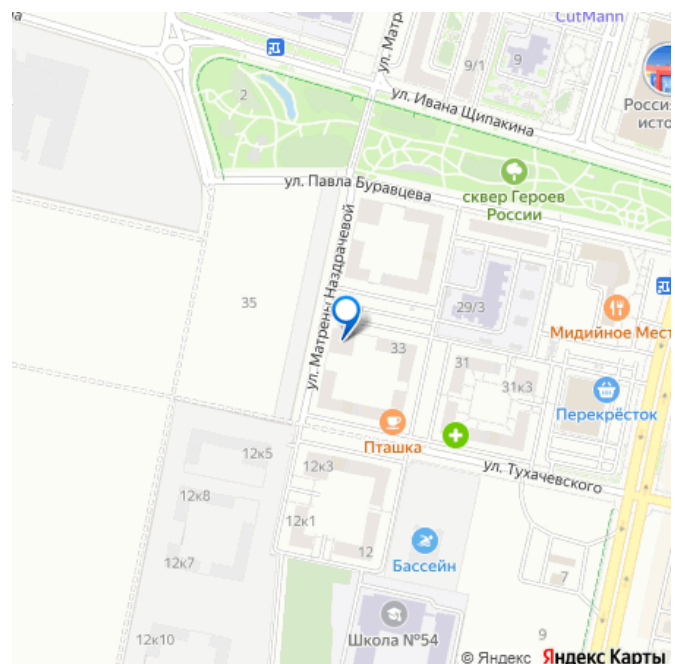 CutMann
ул. Матр
9/1
9
2
ул. Ивана Щипакина
Росси
исто
ул. Павла Буравцева
сквер Героев
России
ул. Матрены Наздрачевой
35
29/3
Мидийное Мест
33
31
31к3
Перекрёсток
Пташка
ул. Тухачевского
12к5
12к3
12к8
12к1
12
12к7
Бассейн
7
Школа №54
12к10
9
© Яндекс Яндекс Карты